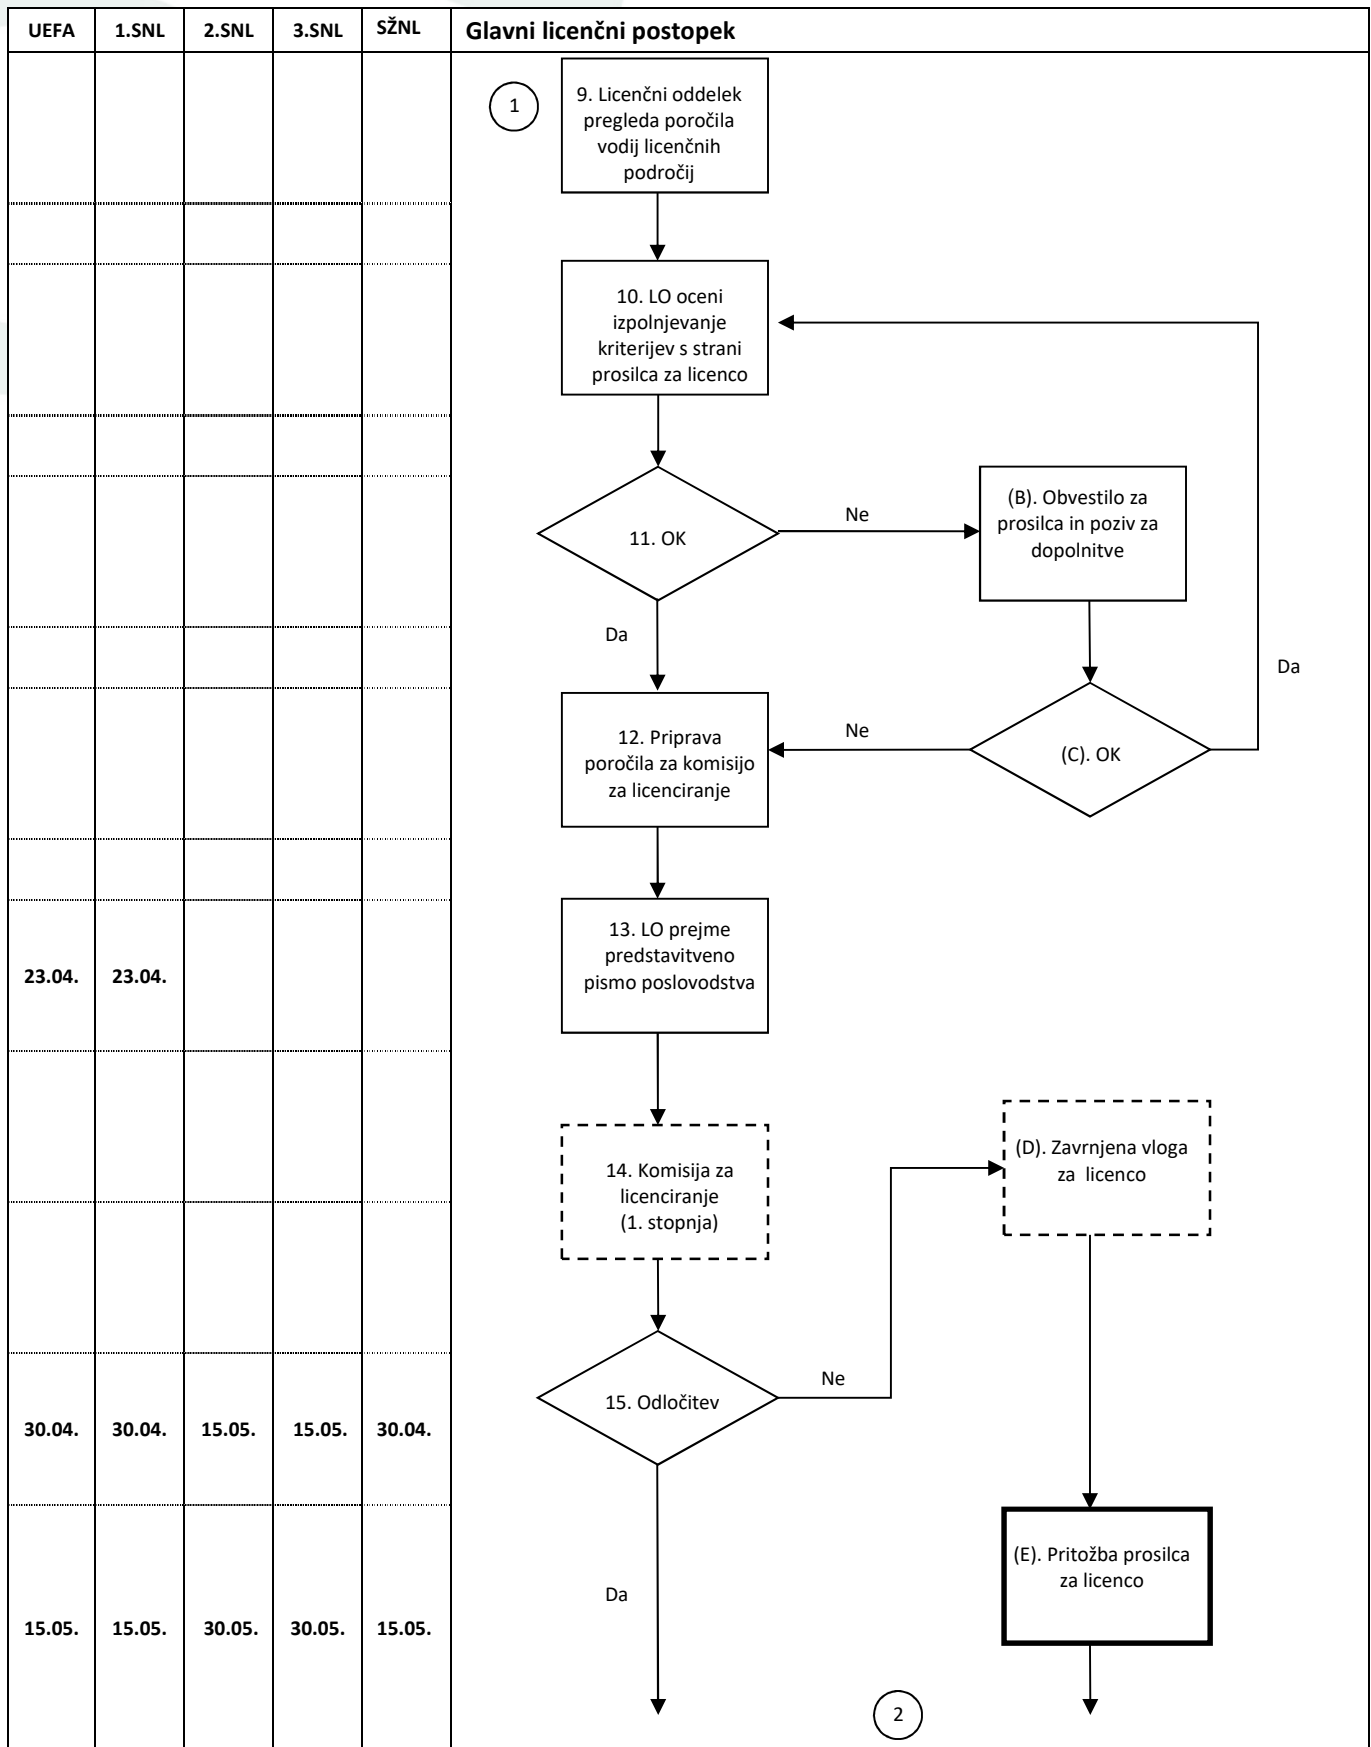 UEFA 1.SNL 2.SNL 3.SNL SŽNL Glavni licenčni postopek
1
9. Licenčni oddelek
pregleda poročila
vodij licenčnih
področij
10. LO oceni
izpolnjevanje
kriterijev s strani
prosilca za licenco
11. OK
Ne
(B). Obvestilo za
prosilca in poziv za
dopolnitve
Da
Da
12. Priprava
poročila za komisijo
za licenciranje
Ne
(C). OK
23.04. 23.04.
13. LO prejme
predstavitveno
pismo poslovodstva
14. Komisija za
licenciranje
(1. stopnja)
(D). Zavrnjena vloga
za licenco
30.04. 30.04. 15.05. 15.05. 30.04.
15. Odločitev
Ne
15.05. 15.05. 30.05. 30.05. 15.05.
Da
(E). Pritožba prosilca
za licenco
2